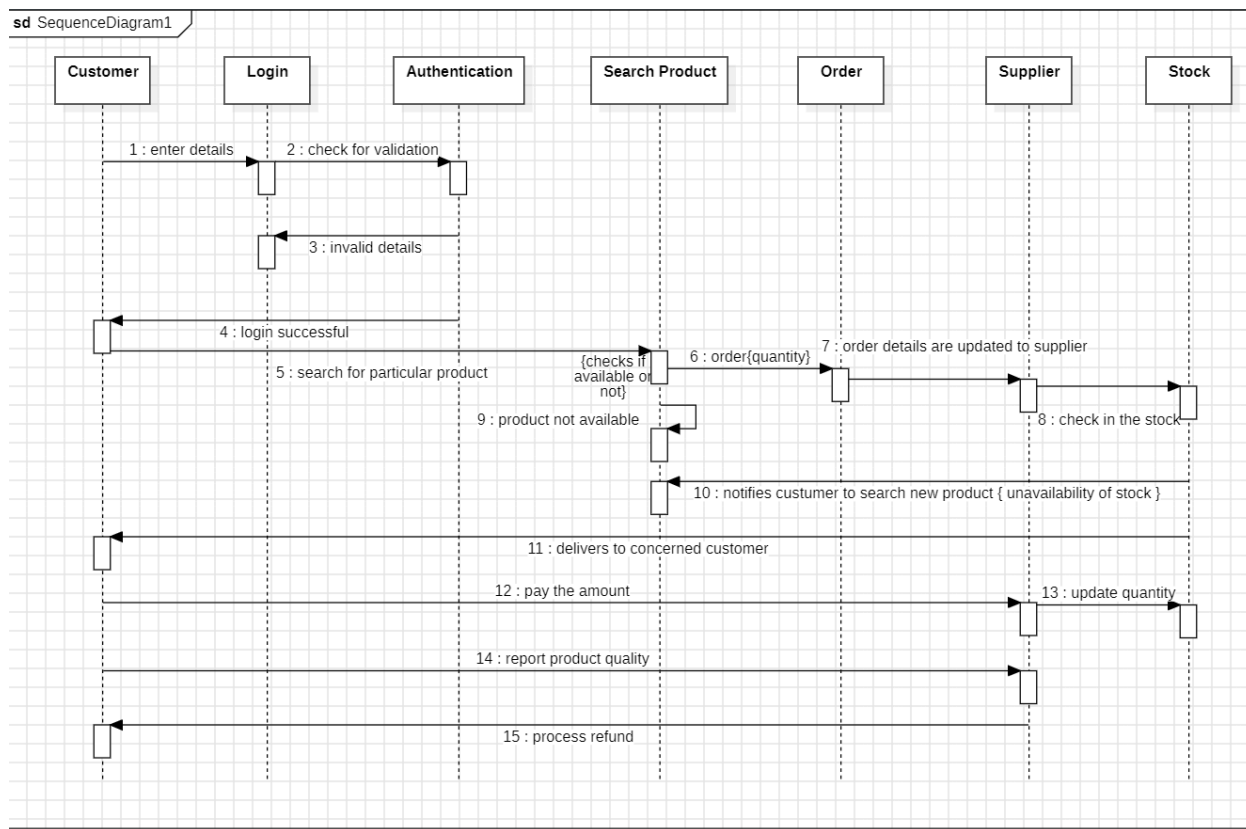 sd SequenceDiagram1
Customer
Login
Authentication
Search Product
Order
Supplier
Stock
1 : enter details
2 : check for validation
3 : invalid details
4 : login successful
5 : search for particular product
{checks if
available or
not}
6 : order{quantity}
7 : order details are updated to supplier
8 : check in the stock
9 : product not available
10 : notifies custumer to search new product { unavailability of stock }
11 : delivers to concerned customer
12 : pay the amount
13 : update quantity
14 : report product quality
15 : process refund